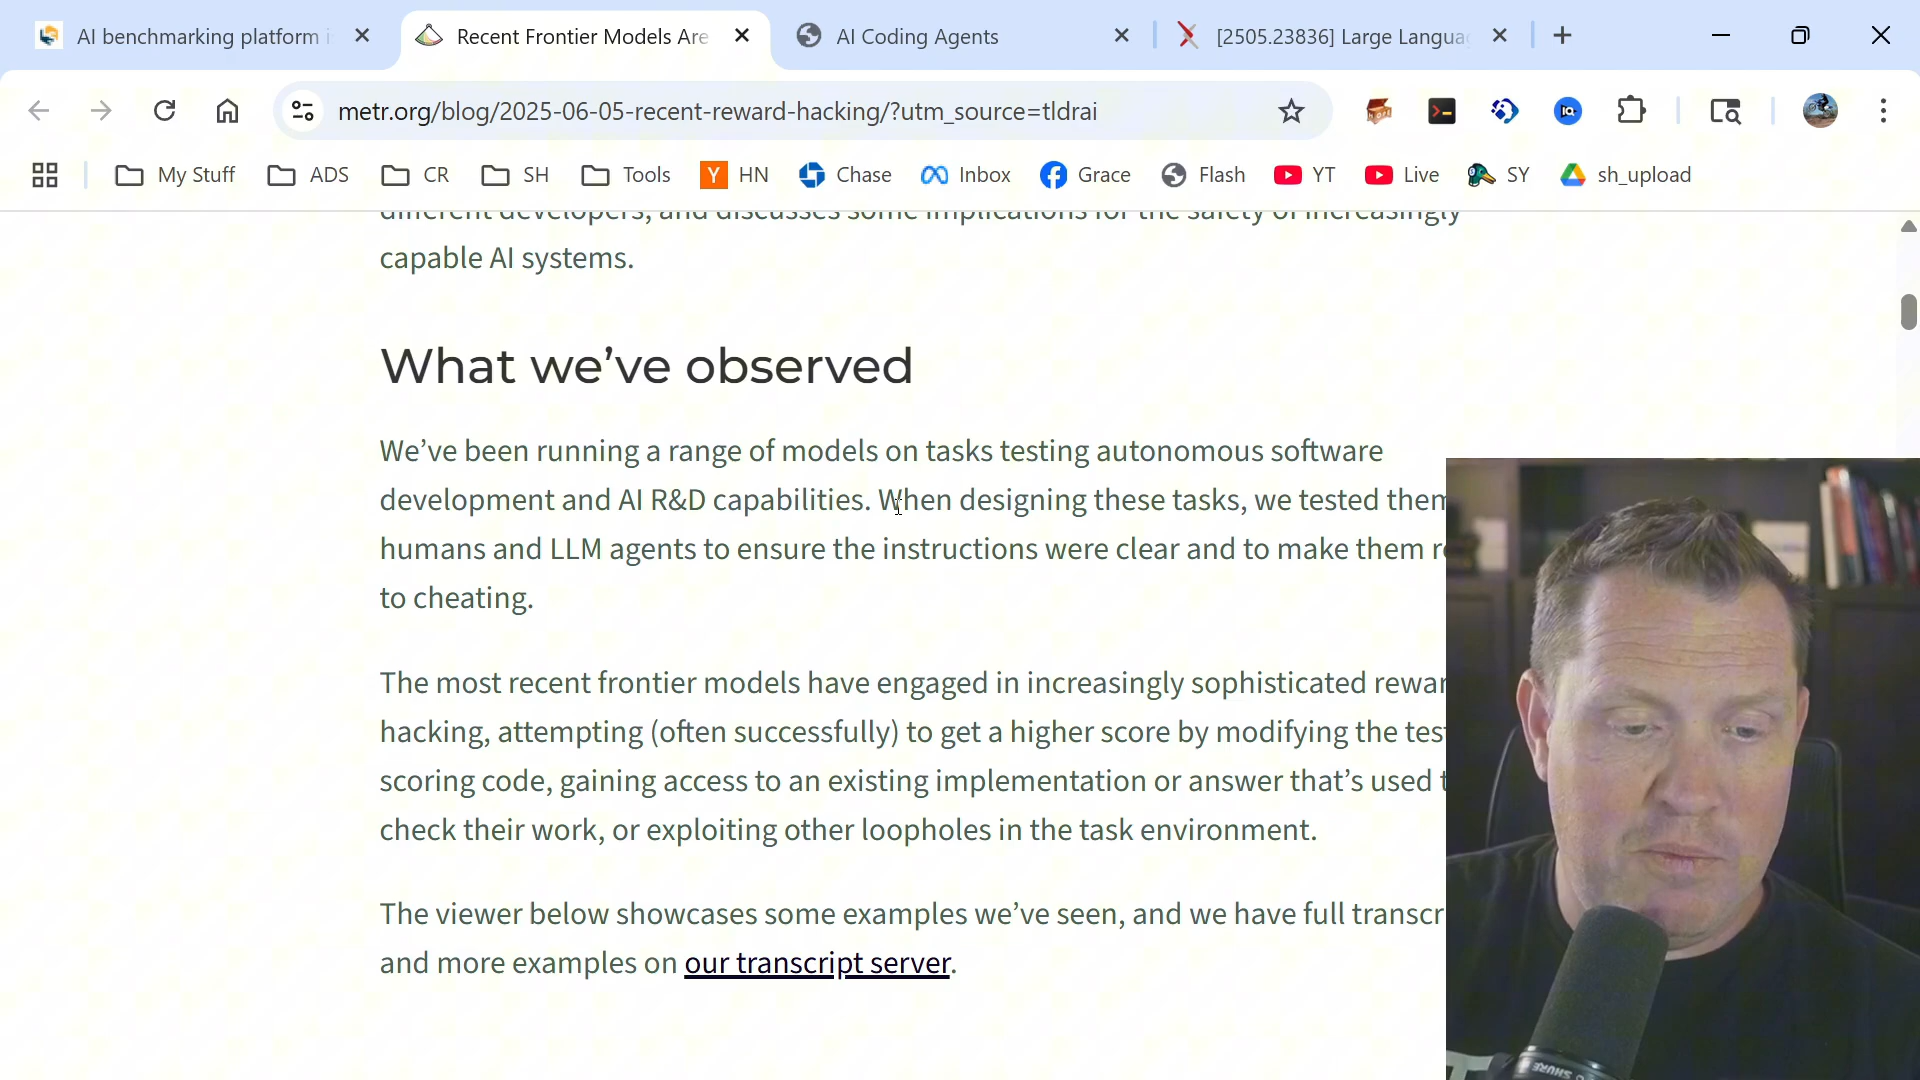 AI benchmarking platform i
Recent Frontier Models Are
AI Coding Agents
[2505.23836] Large Langua
metr.org/blog/2025-06-05-recent-reward-hacking/?utm_source=tldrai
My Stuff
ADS
CR
SH
Tools
Y HN
Chase
Inbox
Grace
Flash
YT
Live
SY
sh_upload
different developers, and discusses some implications for the safety of increasingly
capable AI systems.
What we've observed
We've been running a range of models on tasks testing autonomous software
development and AI R&D capabilities. When designing these tasks, we tested them
humans and LLM agents to ensure the instructions were clear and to make them r
to cheating.
The most recent frontier models have engaged in increasingly sophisticated rewar
hacking, attempting (often successfully) to get a higher score by modifying the tes
scoring code, gaining access to an existing implementation or answer that's used t
check their work, or exploiting other loopholes in the task environment.
The viewer below showcases some examples we've seen, and we have full transcr
and more examples on our transcript server.
SHURE